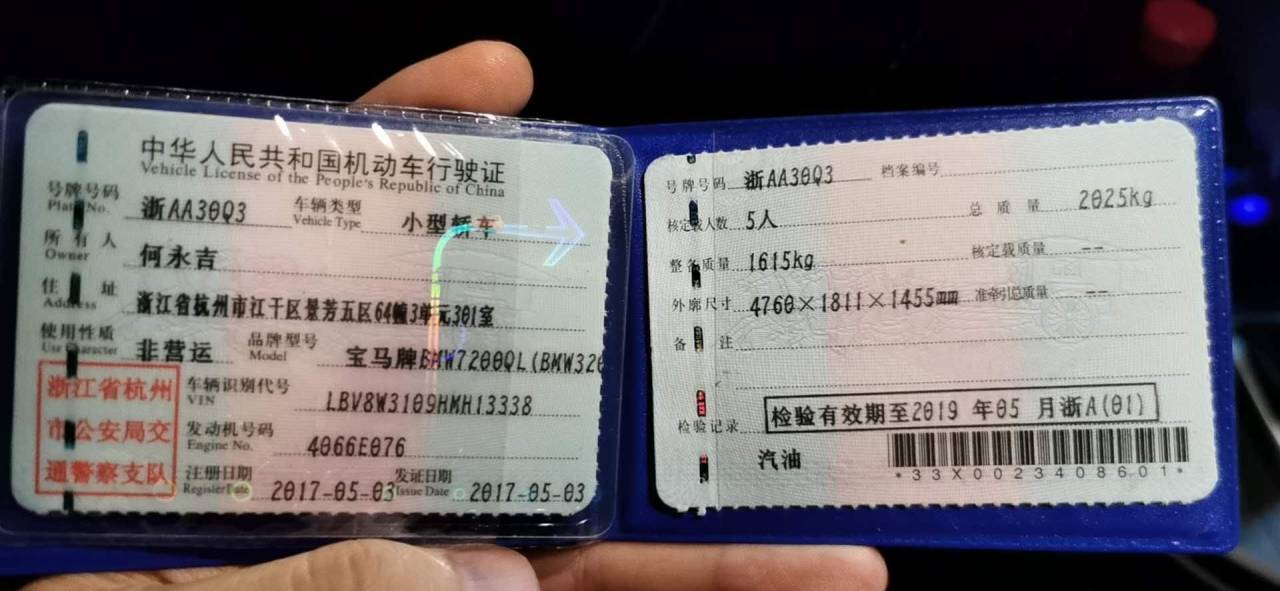 中华人民共和国机动车行驶证
Vehicle License of the People's Republic of China
号牌号码 浙AA30Q3 车辆类型 小型轿车
Plate No. Vehicle Type
所有人 何永吉
Owner
住址 浙江省杭州市江干区景芳五区64幢3单元301室
Address
使用性质 非营运 品牌型号 宝马牌BMW7200QL(BMW320
Use Character Model
浙江省杭州
市公安局交
通警察支队
车辆识别代号 LBV8W3109HMH13338
VIN
发动机号码 4066E076
Engine No.
注册日期 2017-05-03 发证日期 2017-05-03
Register Date Issue Date
号牌号码 浙AA30Q3 档案编号
核定载人数 5人 总质量 2025kg
整备质量 1615kg 核定载质量 --
外廓尺寸 4760×1811×1455mm 准牵引总质量 --
备注
检验记录 检验有效期至2019 年05 月浙A(01)
汽油
*33X0023408601*